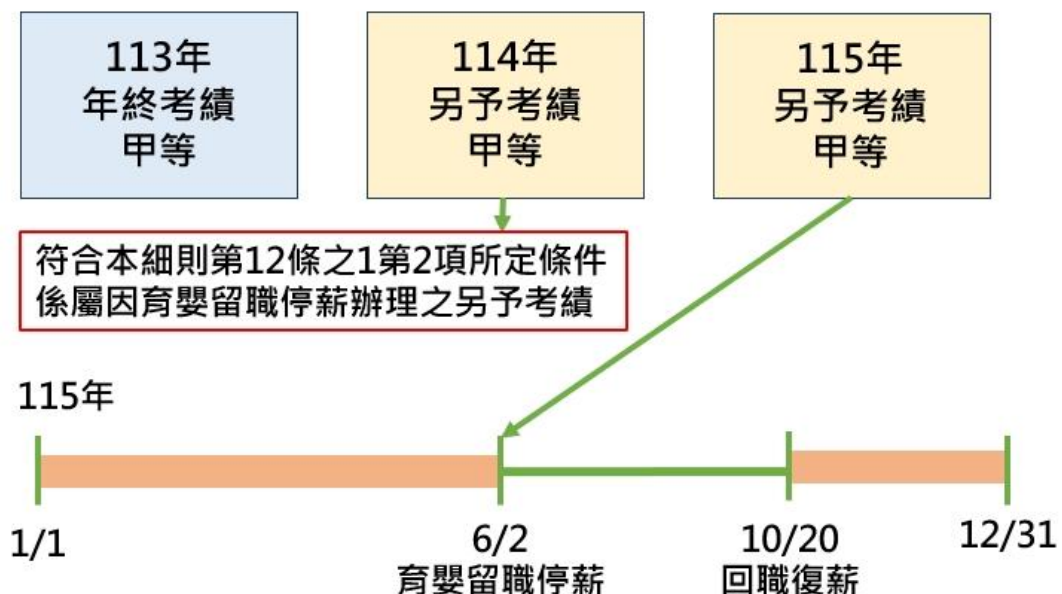 113年
年終考績
甲等
114年
另予考績
甲等
115年
另予考績
甲等
符合本細則第12條之1第2項所定條件
係屬因育嬰留職停薪辦理之另予考績
115年
1/1
6/2
育嬰留職停薪
10/20
回職復薪
12/31